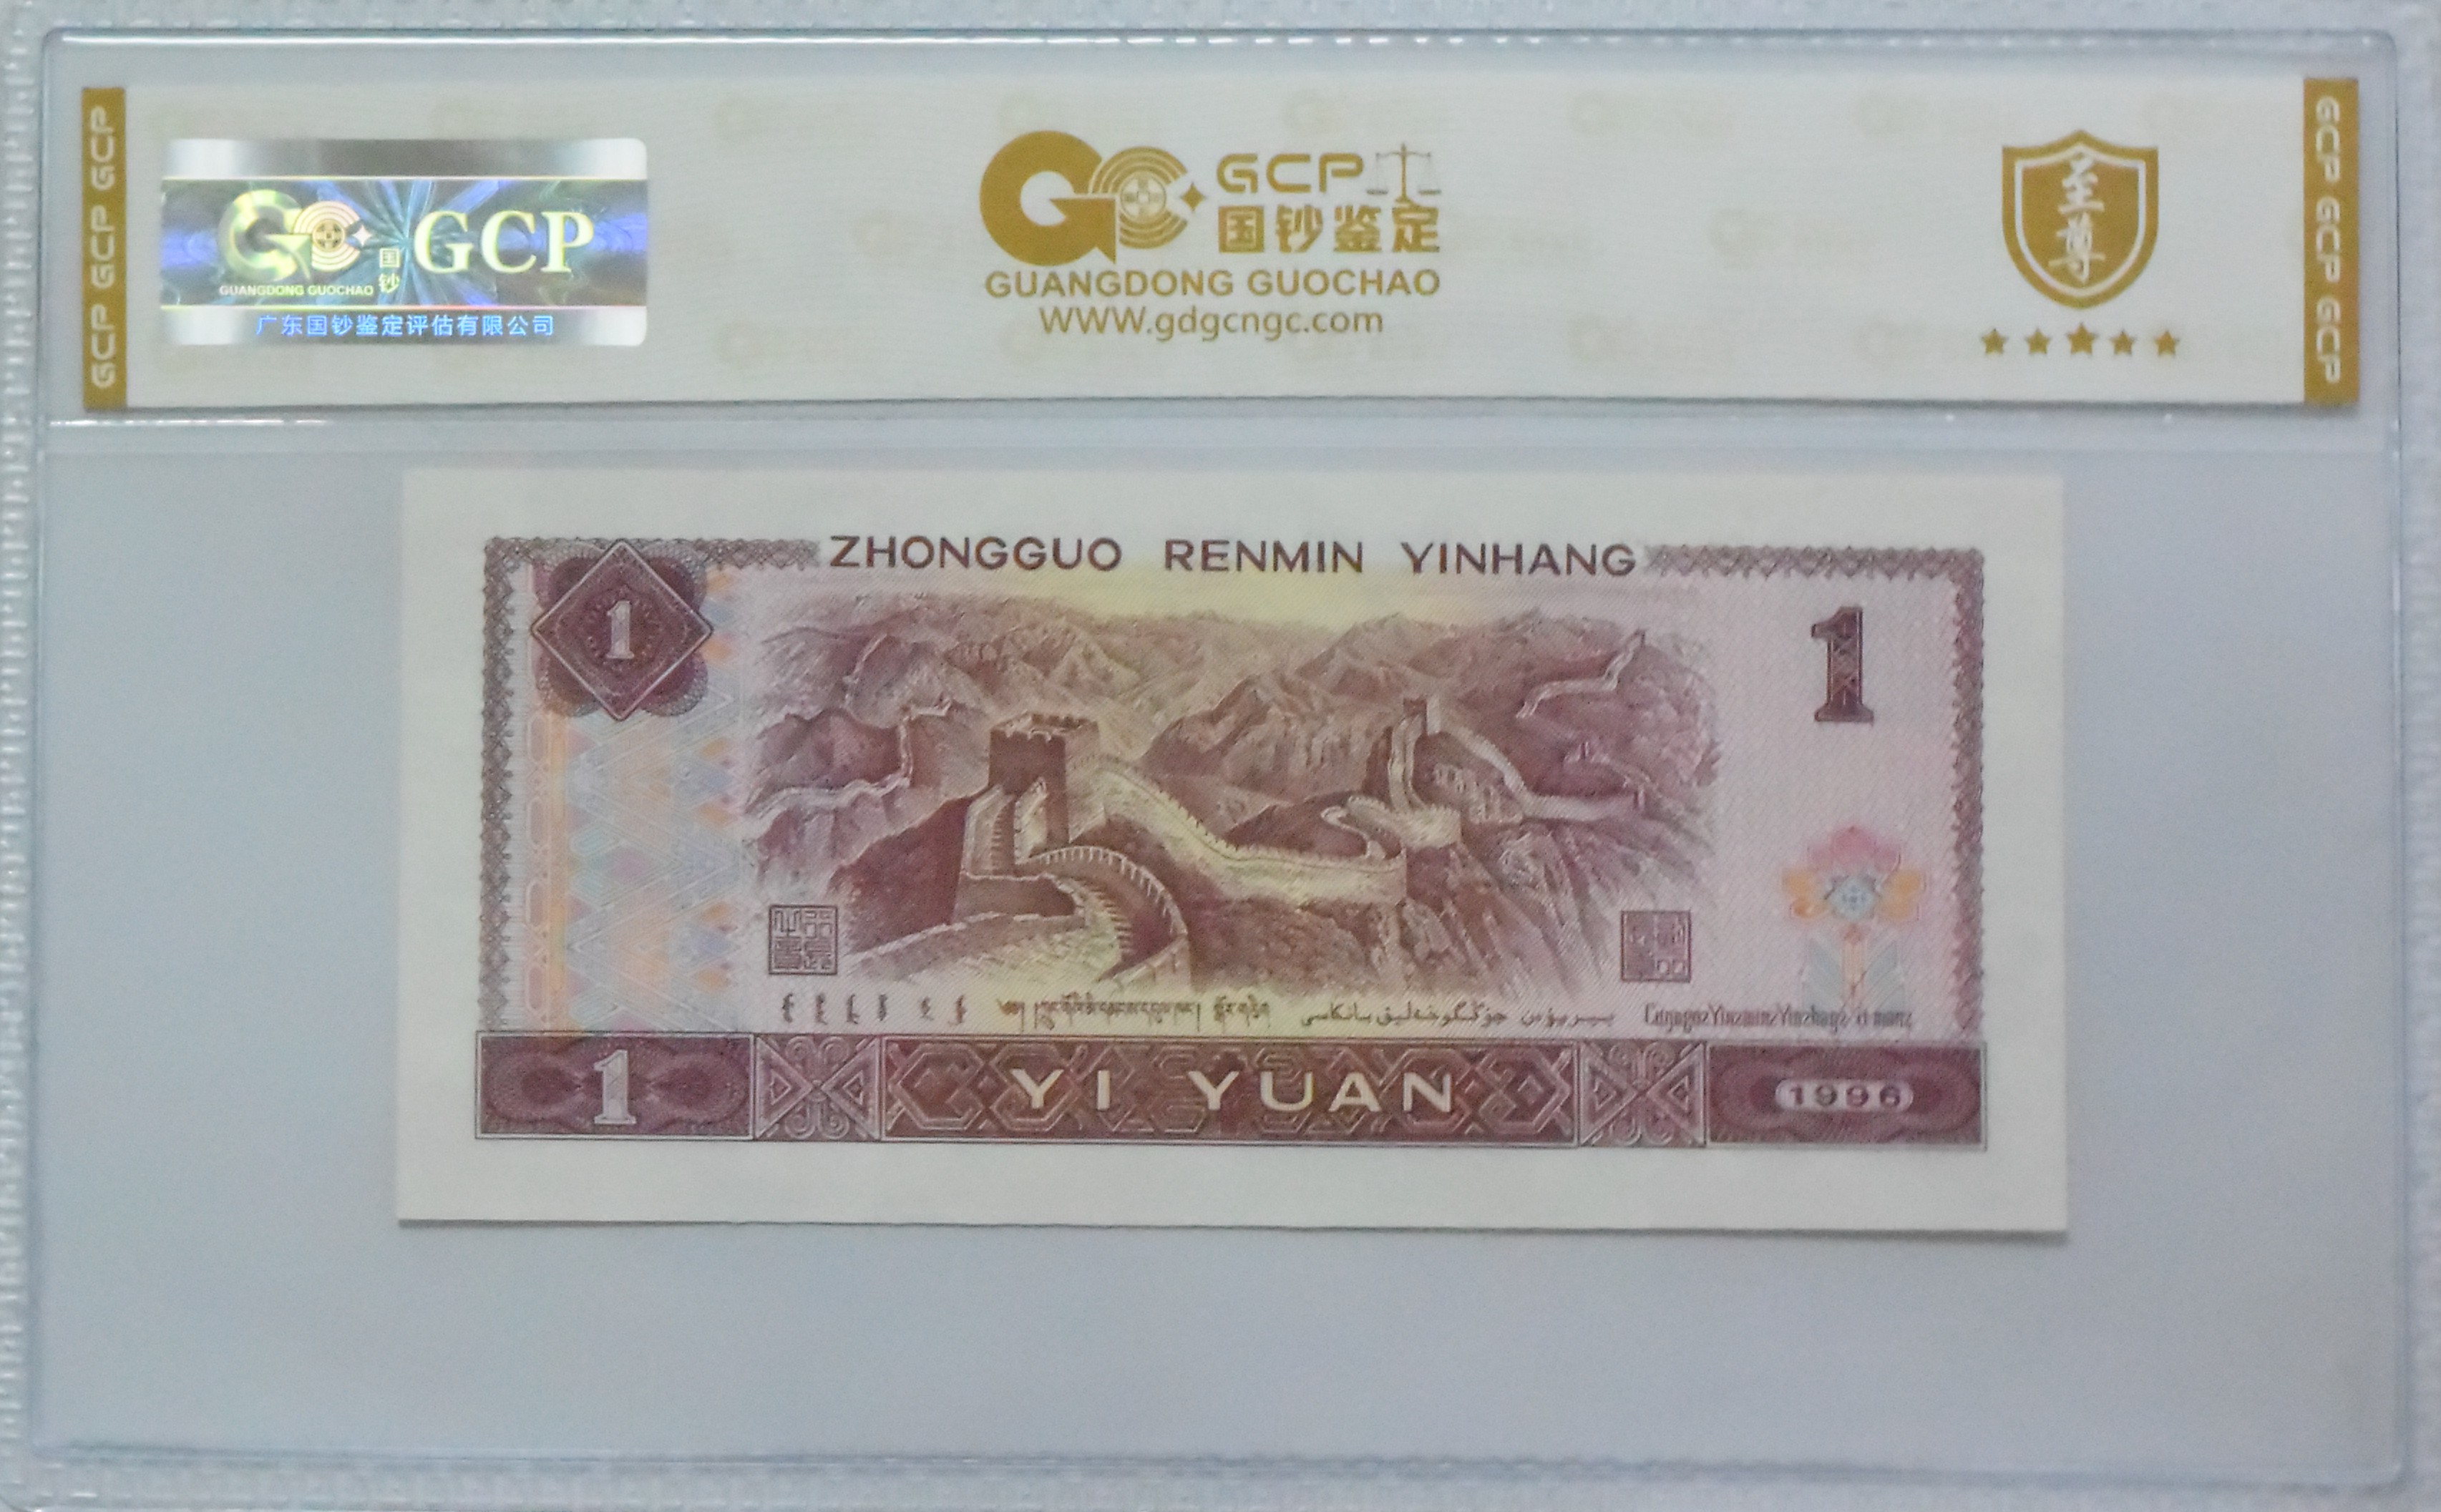 GCP GCP GCP
GCP
国钞
GUANGDONG GUOCHAO
广东国钞鉴定评估有限公司
GCP
国钞鉴定
GUANGDONG GUOCHAO
WWW.gdgcngc.com
至尊
GCP GCP GCP
ZHONGGUO RENMIN YINHANG
1
1
1
YI YUAN
1996